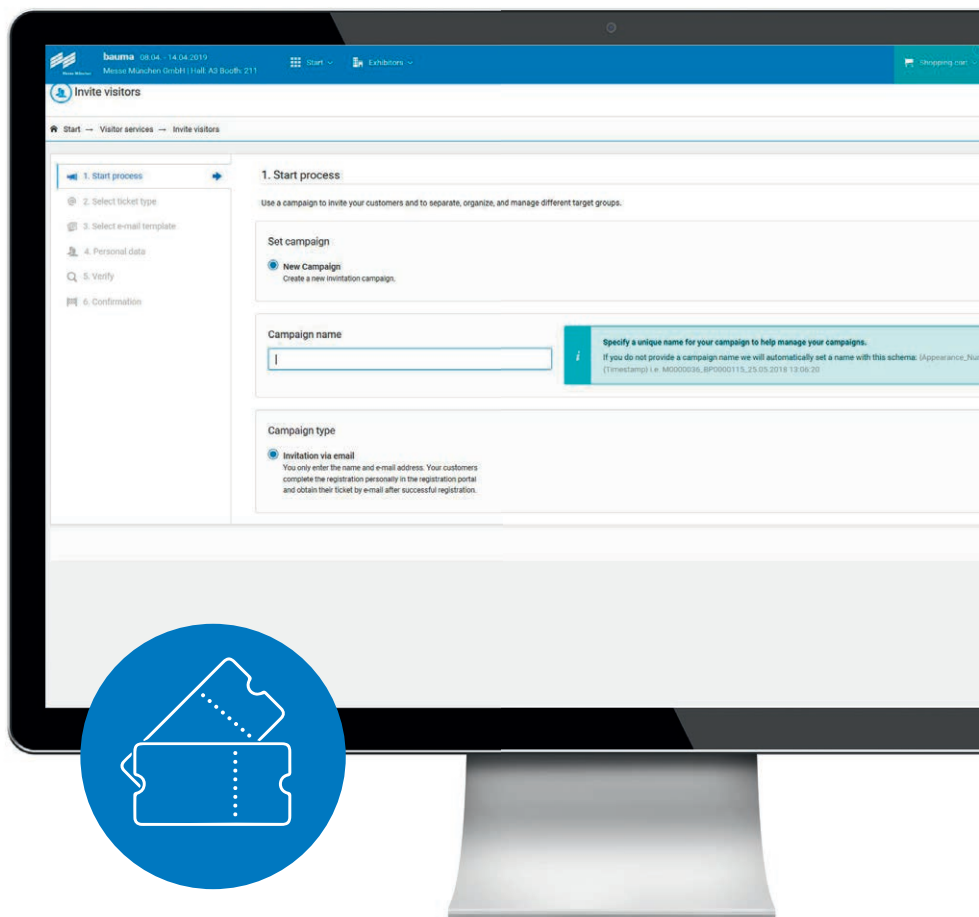 bauma 08.04. - 14.04.2019
Messe München GmbH | Hall: A3 Booth: 211
Start
Exhibitors
Shopping cart
Messe München
Invite visitors
Start → Visitor services → Invite visitors
1. Start process
2. Select ticket type
3. Select e-mail template
4. Personal data
5. Verify
6. Confirmation
1. Start process
Use a campaign to invite your customers and to separate, organize, and manage different target groups.
Set campaign
New Campaign
Create a new invintation campaign.
Campaign name
i
Specify a unique name for your campaign to help manage your campaigns.
If you do not provide a campaign name we will automatically set a name with this schema: (Appearance_Nu
(Timestamp) i.e. M0000036_BP0000115_25.05.2018 13:06:20
Campaign type
Invitation via email
You only enter the name and e-mail address. Your customers
complete the registration personally in the registration portal
and obtain their ticket by e-mail after successful registration.